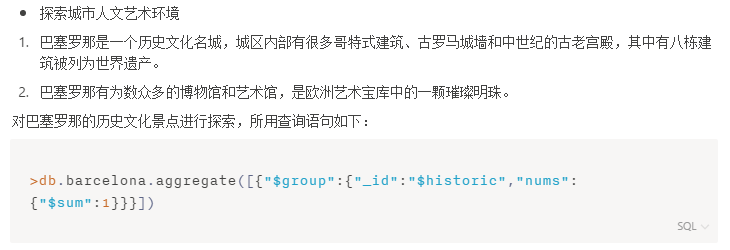 探索城市人文艺术环境
1. 巴塞罗那是一个历史文化名城，城区内部有很多哥特式建筑、古罗马城墙和中世纪的古老宫殿，其中有八栋建
筑被列为世界遗产。
2. 巴塞罗那有为数众多的博物馆和艺术馆，是欧洲艺术宝库中的一颗璀璨明珠。
对巴塞罗那的历史文化景点进行探索，所用查询语句如下：
>db.barcelona.aggregate([{"$group":{"_id":"$historic","nums":
{"$sum":1}}}])
SQL